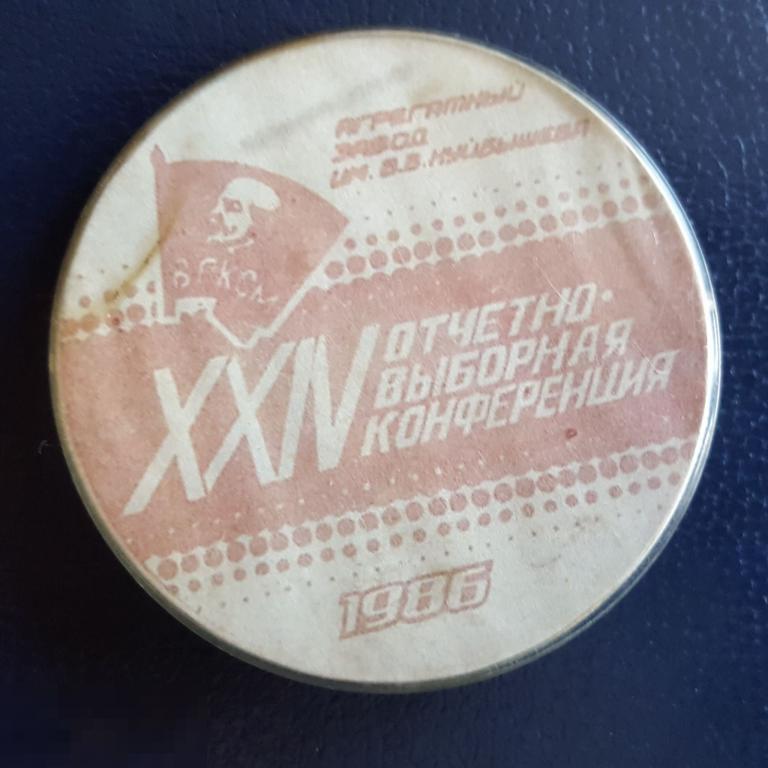 АГРЕГАТНЫЙ
ЗАВОД
ИМ. В.В. КУЙБЫШЕВА
ВЛКСМ
XXIV
ОТЧЕТНО-
ВЫБОРНАЯ
КОНФЕРЕНЦИЯ
1986